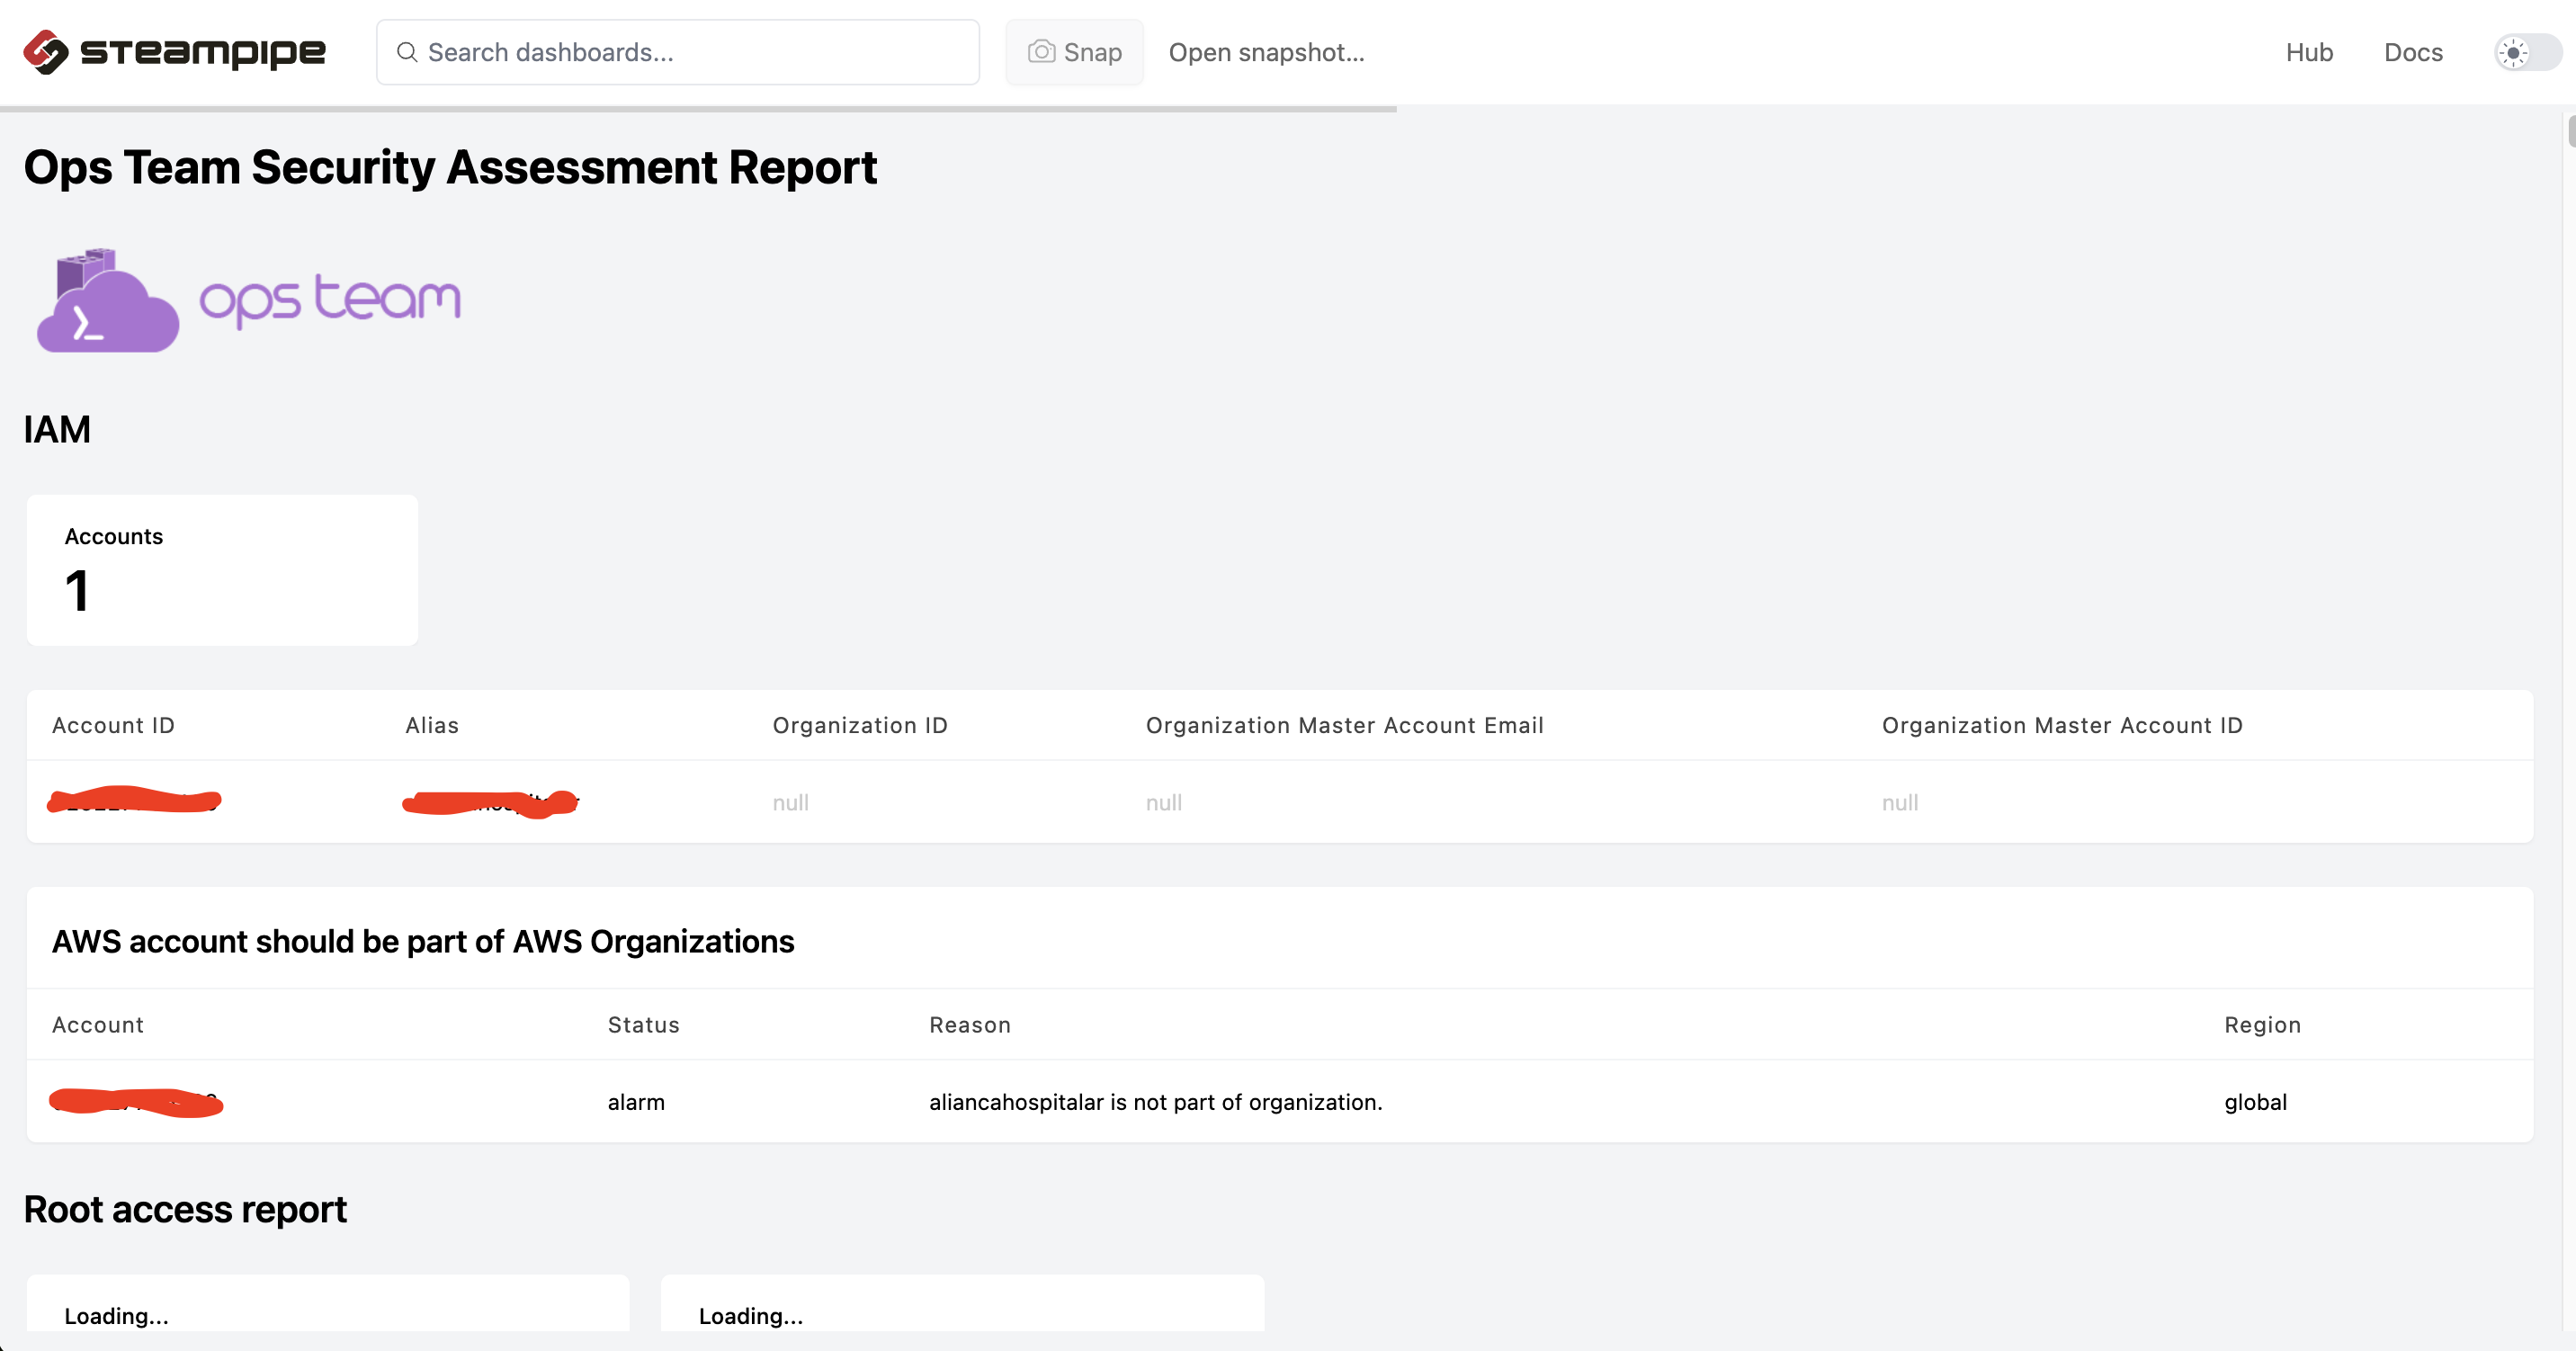 steampipe
Search dashboards...
Snap
Open snapshot...
Hub
Docs
Ops Team Security Assessment Report
ops team
IAM
Accounts
1
Account ID Alias Organization ID Organization Master Account Email Organization Master Account ID
null null null
AWS account should be part of AWS Organizations
Account Status Reason Region
alarm aliancahospitalar is not part of organization. global
Root access report
Loading... Loading...